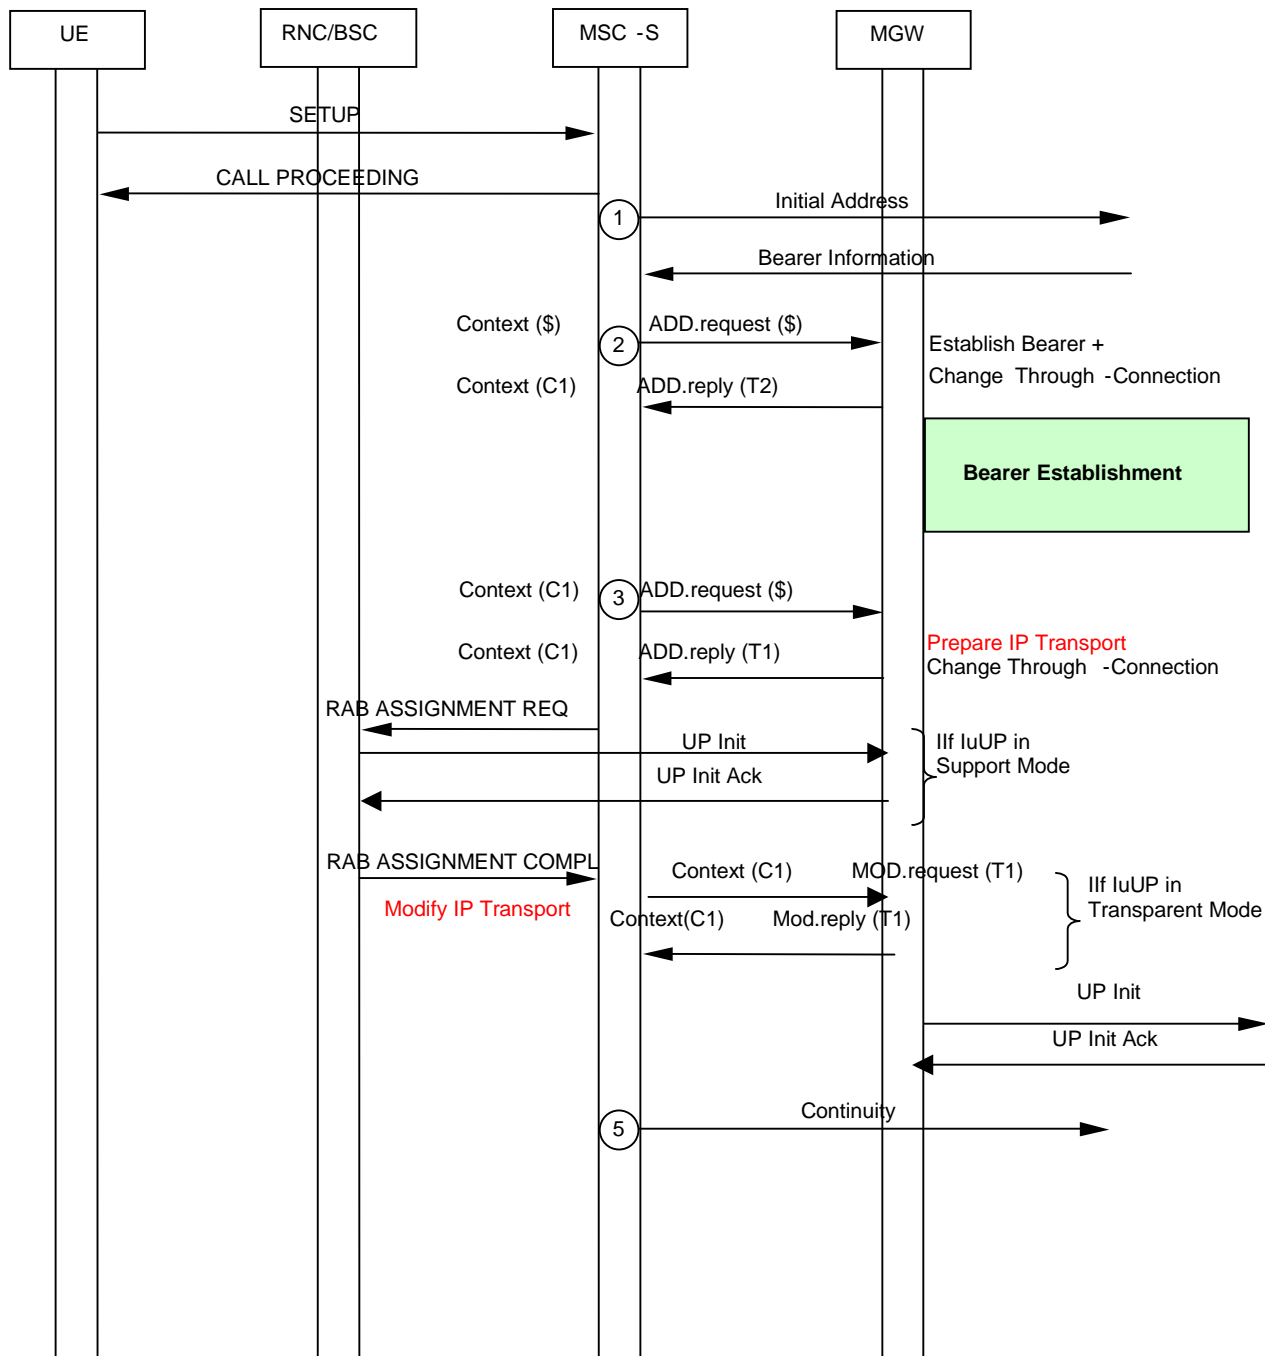 UE
RNC/BSC
MSC -S
MGW
SETUP
CALL PROCEEDING
Initial Address
1
Bearer Information
Context ($)
2
ADD.request ($)
Establish Bearer +
Change Through -Connection
Context (C1)
ADD.reply (T2)
Bearer Establishment
Context (C1)
3
ADD.request ($)
Prepare IP Transport
Context (C1)
ADD.reply (T1)
Change Through -Connection
RAB ASSIGNMENT REQ
UP Init
IIf IuUP in
Support Mode
UP Init Ack
RAB ASSIGNMENT COMPL
Context (C1)
MOD.request (T1)
IIf IuUP in
Transparent Mode
Modify IP Transport
Context(C1)
Mod.reply (T1)
UP Init
UP Init Ack
Continuity
5